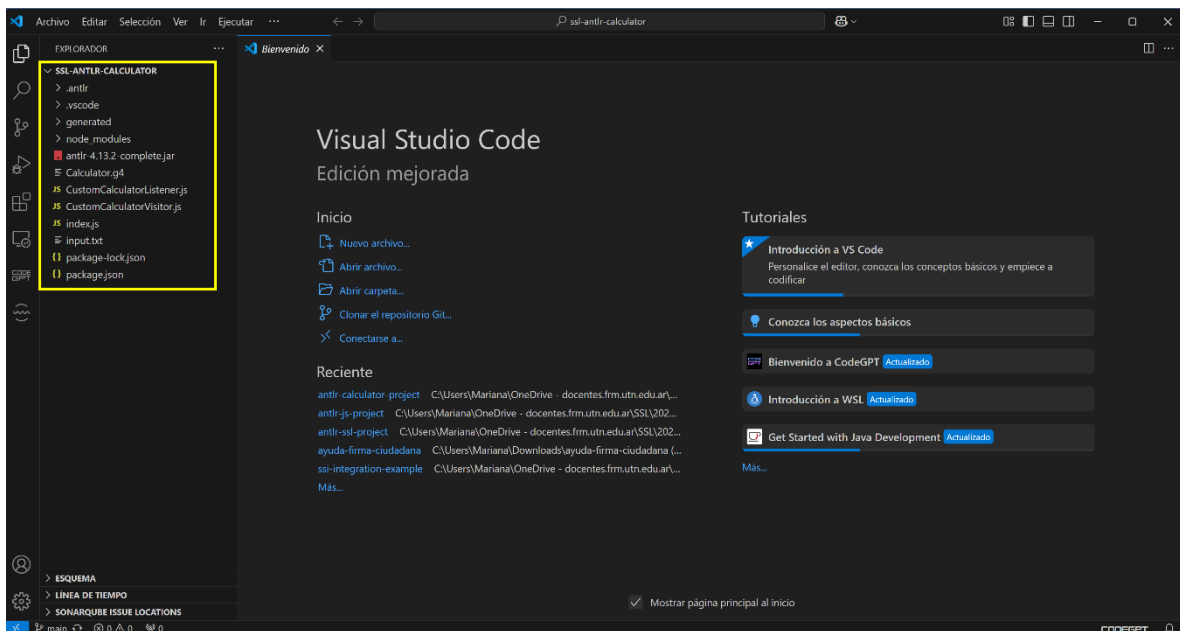 Archivo Editar Selección Ver Ir Ejecutar ... ssl-antlr-calculator
EXPLORADOR ...
Bienvenido
SSL-ANTLR-CALCULATOR
.antlr
.vscode
generated
node_modules
antlr-4.13.2-complete.jar
Calculator.g4
JS CustomCalculatorListener.js
JS CustomCalculatorVisitor.js
JS index.js
input.txt
{} package-lock.json
{} package.json
Visual Studio Code
Edición mejorada
Inicio
Nuevo archivo...
Abrir archivo...
Abrir carpeta...
Clonar el repositorio Git...
Conectarse a...
Reciente
antlr-calculator-project C:\Users\Mariana\OneDrive - docentes.frm.utn.edu.ar\...
antlr-js-project C:\Users\Mariana\OneDrive - docentes.frm.utn.edu.ar\SSL\202...
antlr-ssl-project C:\Users\Mariana\OneDrive - docentes.frm.utn.edu.ar\SSL\202...
ayuda-firma-ciudadana C:\Users\Mariana\Downloads\ayuda-firma-ciudadana (...
ssi-integration-example C:\Users\Mariana\OneDrive - docentes.frm.utn.edu.ar\...
Más...
Tutoriales
Introducción a VS Code
Personalice el editor, conozca los conceptos básicos y empiece a
codificar
Conozca los aspectos básicos
Bienvenido a CodeGPT Actualizado
Introducción a WSL Actualizado
Get Started with Java Development Actualizado
Más...
CODE
GPT
ESQUEMA
LÍNEA DE TIEMPO
SONARQUBE ISSUE LOCATIONS
Mostrar página principal al inicio
main 0 0 0
CODEGPT